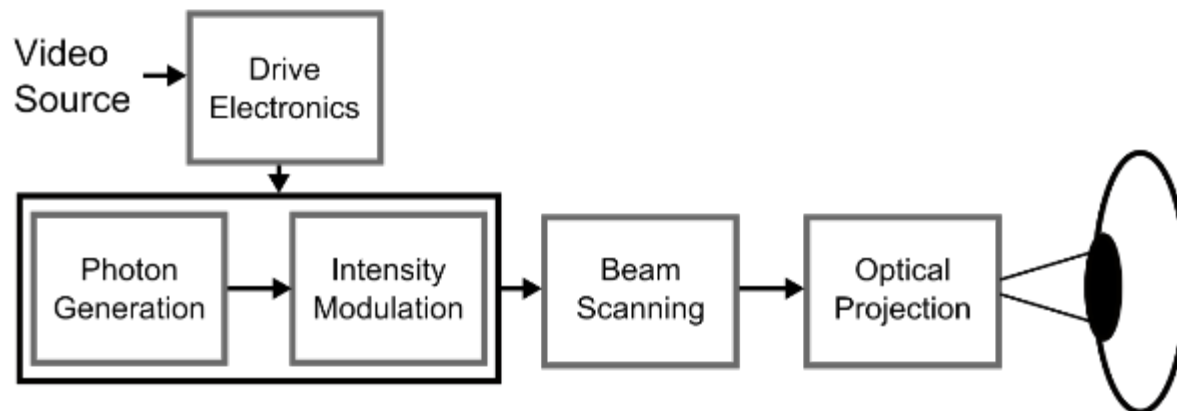 Video
Source
Drive
Electronics
Photon
Generation
Intensity
Modulation
Beam
Scanning
Optical
Projection